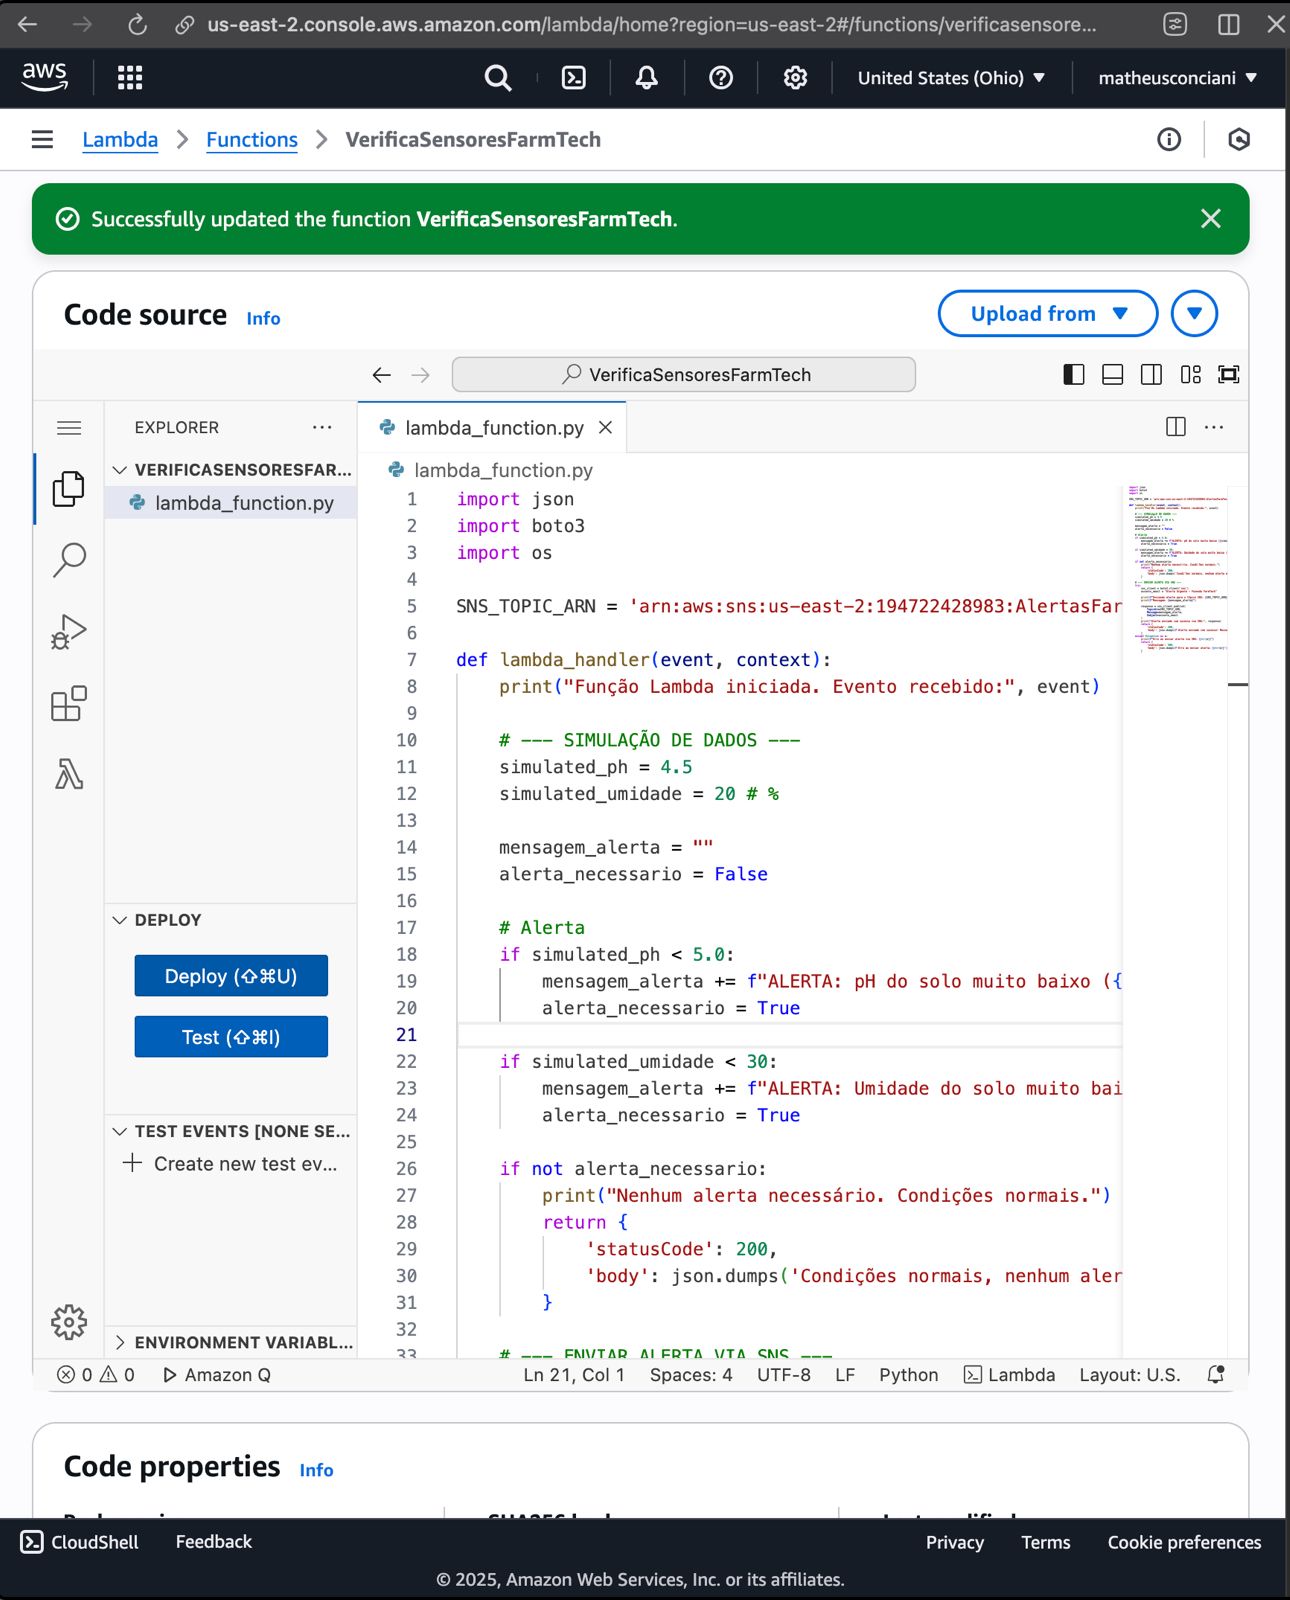 us-east-2.console.aws.amazon.com/lambda/home?region=us-east-2#/functions/verificasensore...
aws
United States (Ohio) ▼
matheusconciani ▼
Lambda > Functions > VerificaSensoresFarmTech
Successfully updated the function VerificaSensoresFarmTech.
Code source Info
Upload from ▼
VerificaSensoresFarmTech
EXPLORER ...
lambda_function.py
VERIFICASENSORESFAR...
lambda_function.py
lambda_function.py
1 import json
2 import boto3
3 import os
4
5 SNS_TOPIC_ARN = 'arn:aws:sns:us-east-2:194722428983:AlertasFar
6
7 def lambda_handler(event, context):
8 print("Função Lambda iniciada. Evento recebido:", event)
9
10 # --- SIMULAÇÃO DE DADOS ---
11 simulated_ph = 4.5
12 simulated_umidade = 20 # %
13
14 mensagem_alerta = ""
15 alerta_necessario = False
16
17 # Alerta
18 if simulated_ph < 5.0:
19 mensagem_alerta += f"ALERTA: pH do solo muito baixo ({
20 alerta_necessario = True
21
22 if simulated_umidade < 30:
23 mensagem_alerta += f"ALERTA: Umidade do solo muito bai
24 alerta_necessario = True
25
26 if not alerta_necessario:
27 print("Nenhum alerta necessário. Condições normais.")
28 return {
29 'statusCode': 200,
30 'body': json.dumps('Condições normais, nenhum aler
31 }
32
33 # --- ENVIAR ALERTA VIA SNS ---
DEPLOY
Deploy (⇧⌘U)
Test (⇧⌘I)
TEST EVENTS [NONE SE...
Create new test ev...
ENVIRONMENT VARIABL...
0 0 Amazon Q
Ln 21, Col 1 Spaces: 4 UTF-8 LF Python Lambda Layout: U.S.
Code properties Info
CloudShell Feedback
Privacy Terms Cookie preferences
© 2025, Amazon Web Services, Inc. or its affiliates.